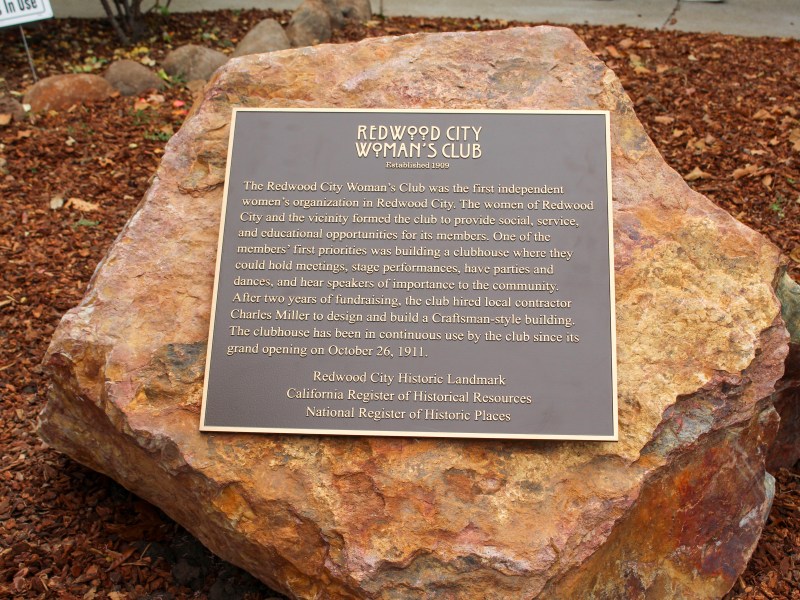 In Use
REDWOOD CITY
WOMAN'S CLUB
Established 1909
The Redwood City Woman's Club was the first independent
women's organization in Redwood City. The women of Redwood
City and the vicinity formed the club to provide social, service,
and educational opportunities for its members. One of the
members' first priorities was building a clubhouse where they
could hold meetings, stage performances, have parties and
dances, and hear speakers of importance to the community.
After two years of fundraising, the club hired local contractor
Charles Miller to design and build a Craftsman-style building.
The clubhouse has been in continuous use by the club since its
grand opening on October 26, 1911.
Redwood City Historic Landmark
California Register of Historical Resources
National Register of Historic Places